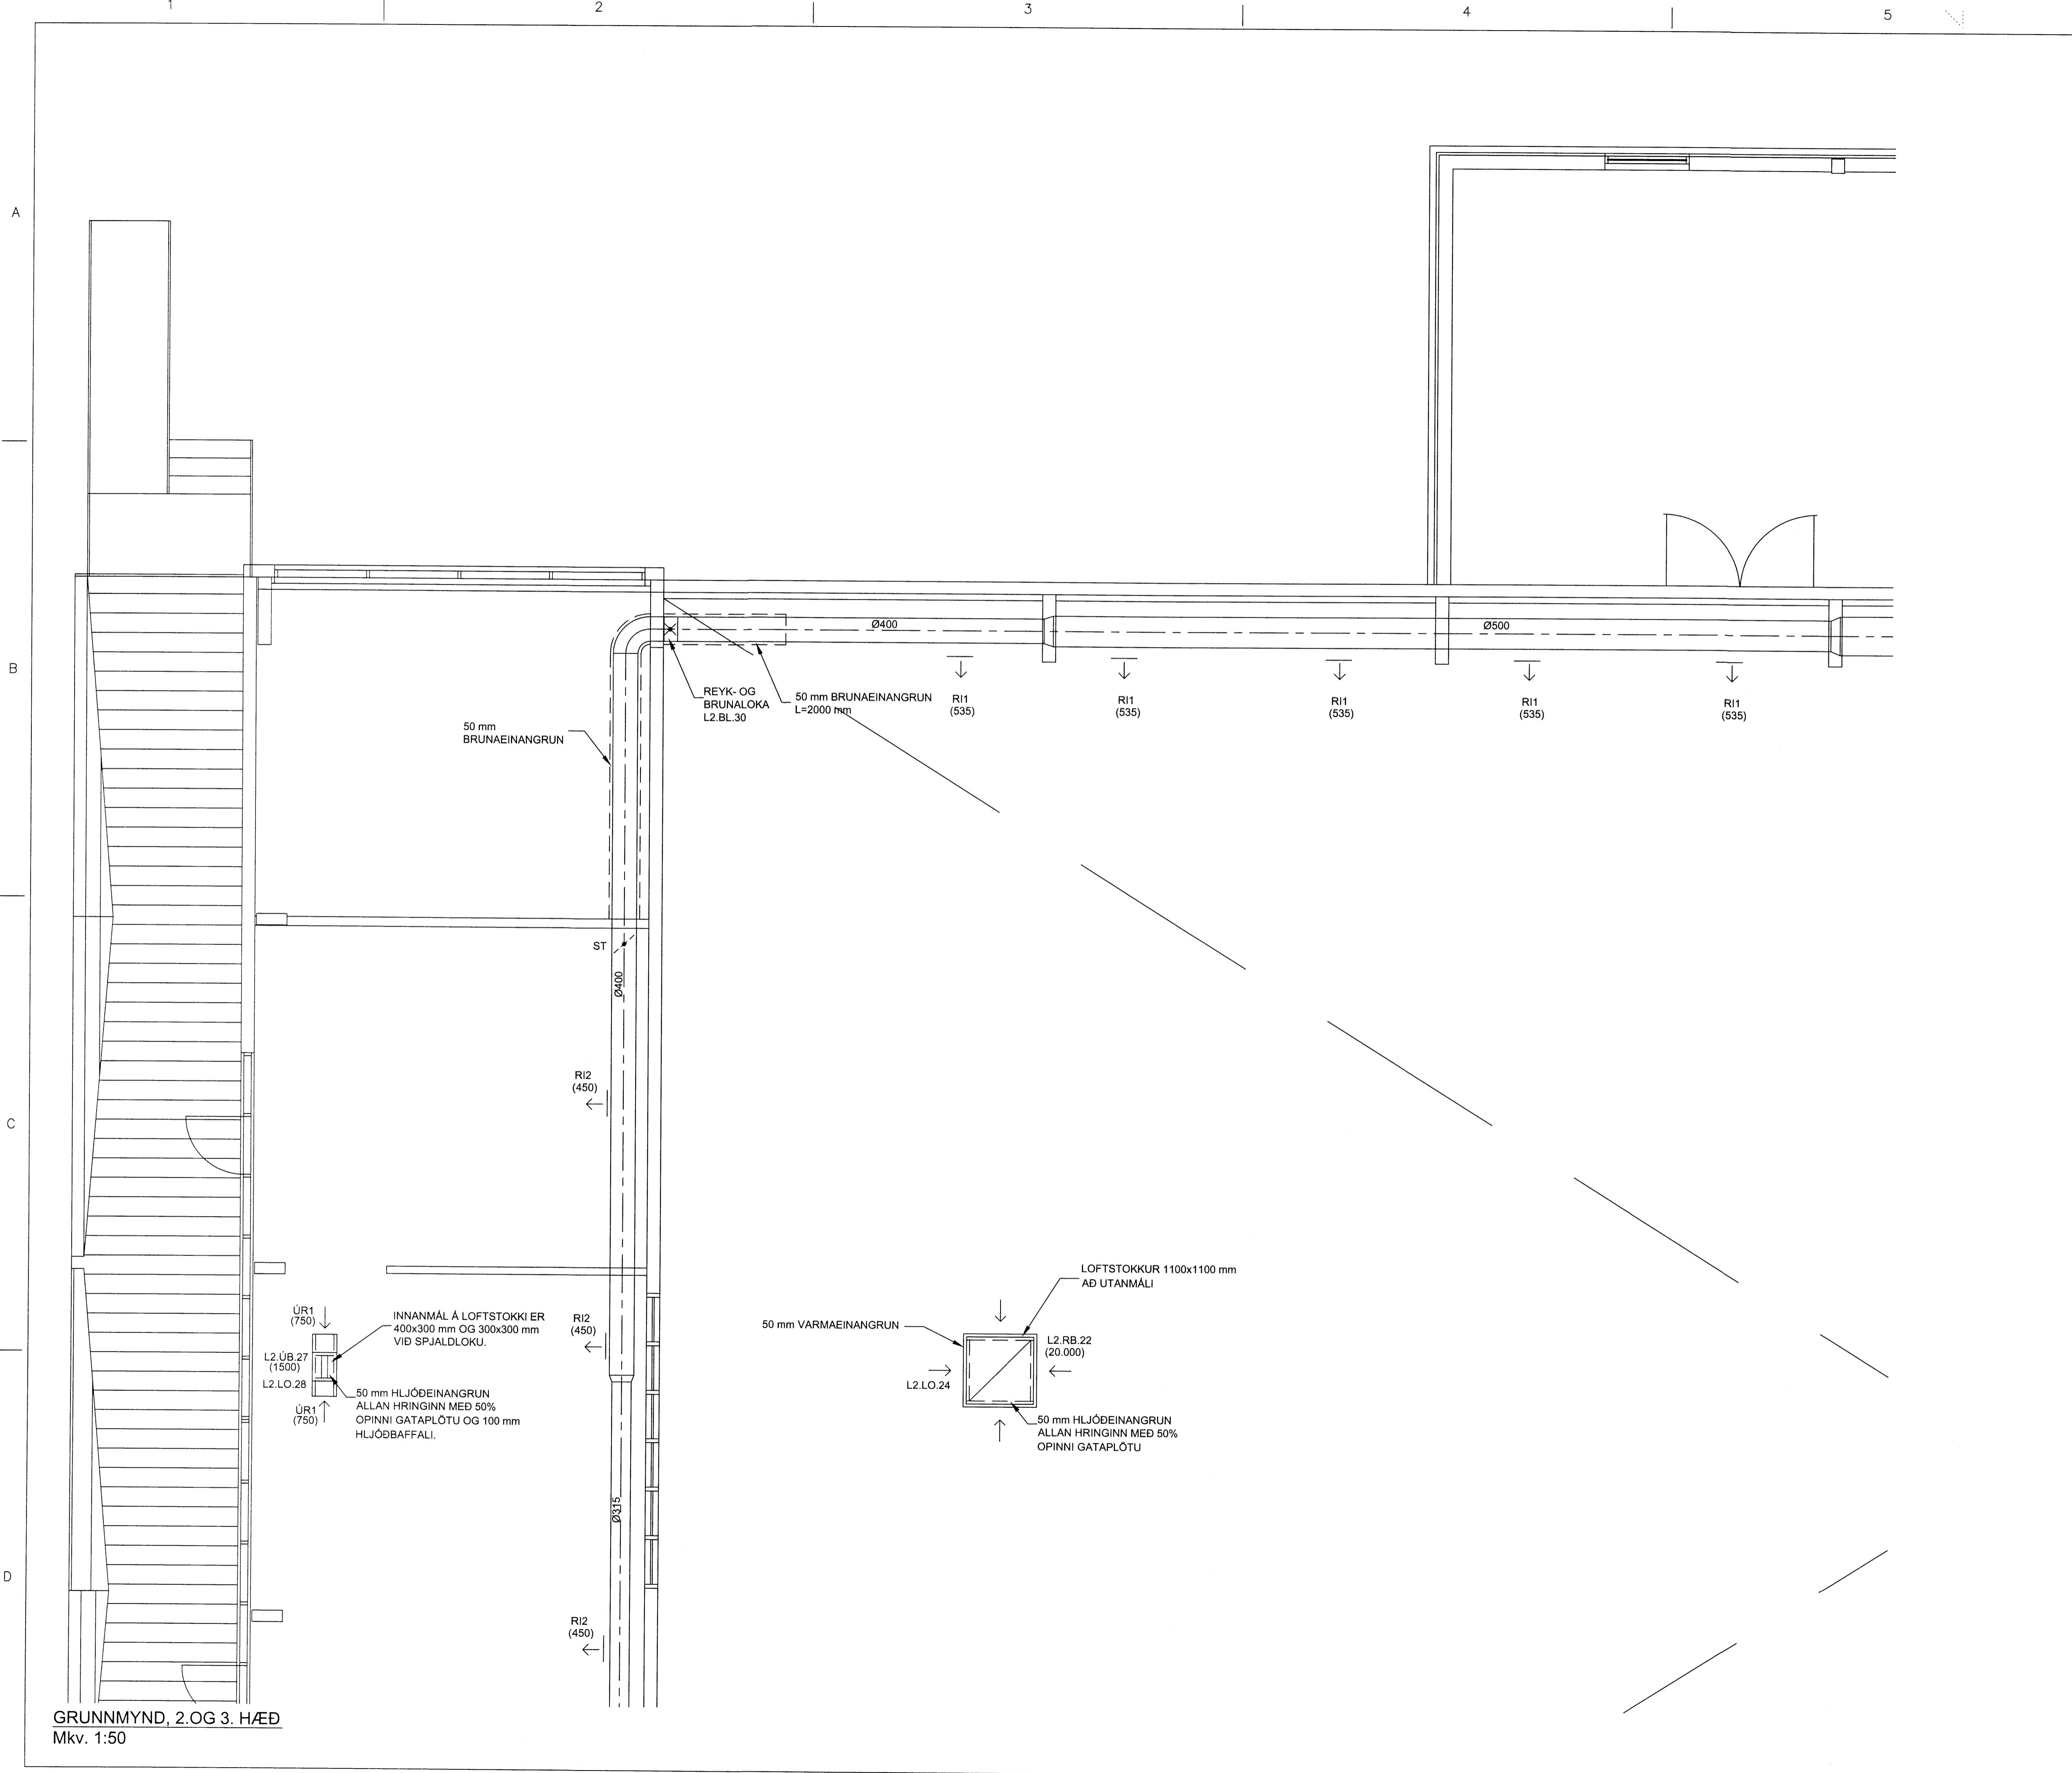 1
2
3
4
5
A
B
C
D
Ø400
Ø500
REYK- OG
BRUNALOKA
L2.BL.30
50 mm BRUNAEINANGRUN
L=2000 mm
RI1
(535)
RI1
(535)
RI1
(535)
RI1
(535)
RI1
(535)
50 mm
BRUNAEINANGRUN
ST
Ø400
RI2
(450)
LOFTSTOKKUR 1100x1100 mm
AÐ UTANMÁLI
ÚR1
(750)
INNANMÁL Á LOFTSTOKKI ER
400x300 mm OG 300x300 mm
VIÐ SPJALDLOKU.
RI2
(450)
50 mm VARMAEINANGRUN
L2.RB.22
(20.000)
L2.ÚB.27
(1500)
L2.LO.28
L2.LO.24
50 mm HLJÓÐEINANGRUN
ALLAN HRINGINN MEÐ 50%
OPINNI GATAPLÖTU OG 100 mm
HLJÓÐBAFFALI.
ÚR1
(750)
50 mm HLJÓÐEINANGRUN
ALLAN HRINGINN MEÐ 50%
OPINNI GATAPLÖTU
Ø315
RI2
(450)
GRUNNMYND, 2.OG 3. HÆÐ
Mkv. 1:50